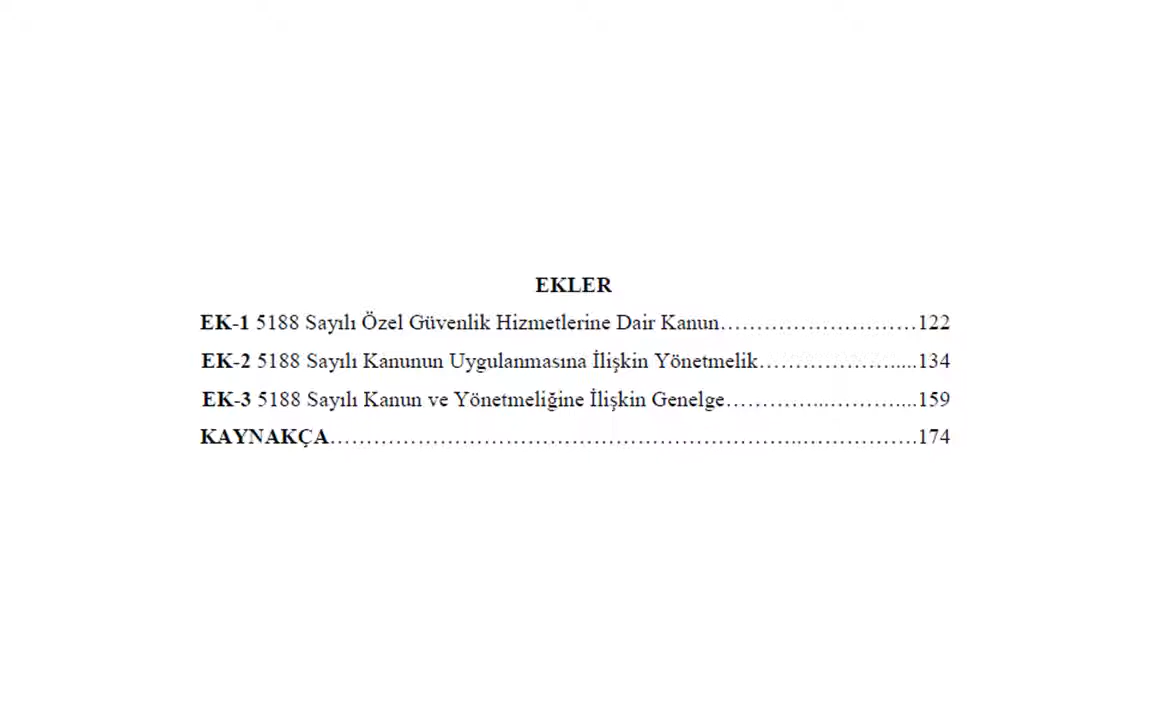 EKLER
EK-1 5188 Sayılı Özel Güvenlik Hizmetlerine Dair Kanun………………………122
EK-2 5188 Sayılı Kanunun Uygulanmasına İlişkin Yönetmelik……………….....134
EK-3 5188 Sayılı Kanun ve Yönetmeliğine İlişkin Genelge…………...………....159
KAYNAKÇA………………………………………………………..…………….174